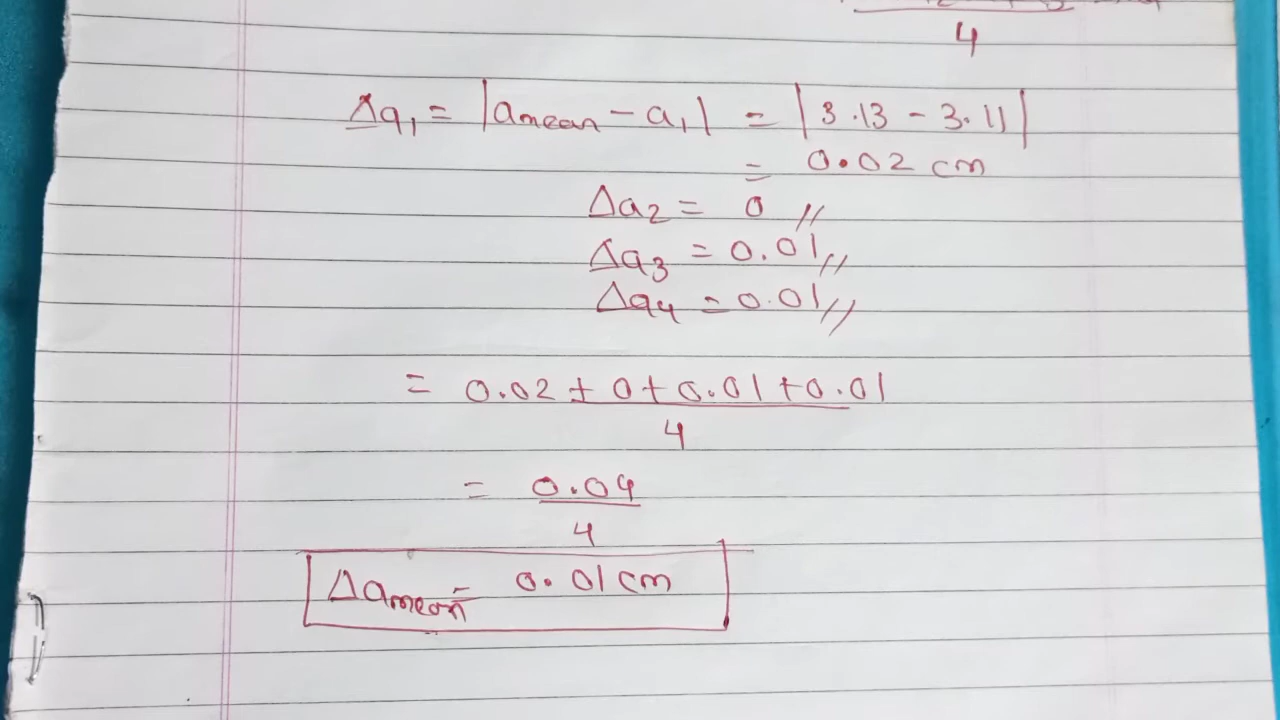 4
Δa₁ = |amean - a₁| = |3.13 - 3.11|
= 0.02 cm
Δa₂ = 0 〃
Δa₃ = 0.01 〃
Δa₄ = 0.01 〃
= 0.02 + 0 + 0.01 + 0.01
4
= 0.04
4
Δamean = 0.01 cm